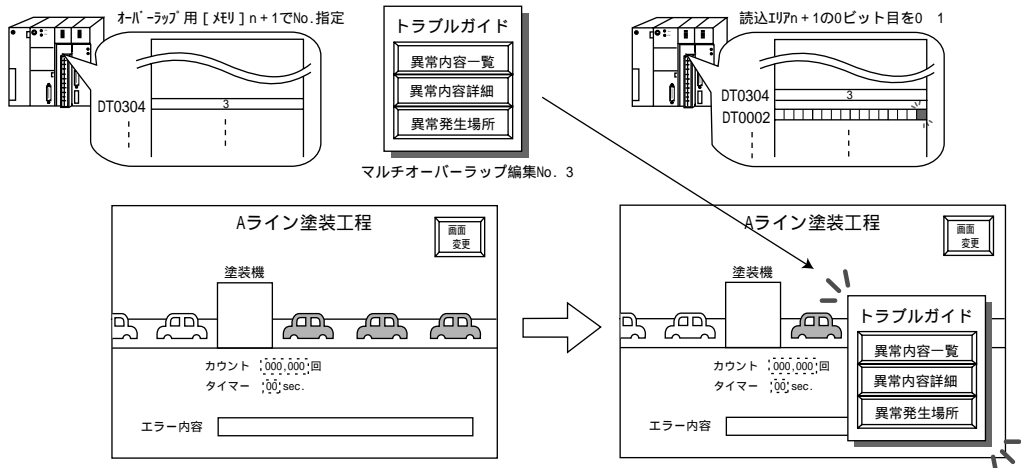 オーバーラップ用 [ メモリ ] n + 1でNo.指定
DT0304
3
トラブルガイド
異常内容一覧
異常内容詳細
異常発生場所
マルチオーバーラップ編集No. 3
読込エリアn + 1の0ビット目を0 1
DT0304
3
DT0002
Aライン塗装工程
画面
変更
塗装機
カウント 000,000 回
タイマー 00 sec.
エラー内容
Aライン塗装工程
画面
変更
塗装機
カウント 000,000 回
タイマー 00 sec.
エラー内容
トラブルガイド
異常内容一覧
異常内容詳細
異常発生場所